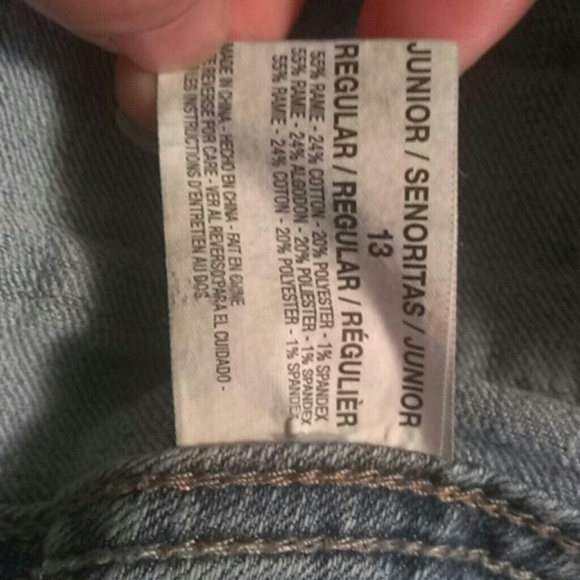 JUNIOR / SENORITAS / JUNIOR
13
REGULAR / REGULAR / RÉGULIÈR
55% RAMIE - 24% COTTON - 20% POLYESTER - 1% SPANDEX
55% RAMIE - 24% ALGODON - 20% POLIESTER - 1% SPANDEX
55% RAMIE - 24% COTON - 20% POLYESTER - 1% SPANDEX
MADE IN CHINA - HECHO EN CHINA - FAIT EN CHINE
REVERSE FOR CARE - VER AL REVERSO PARA EL CUIDADO -
LES INSTRUCTIONS D'ENTRETIEN AU DOS